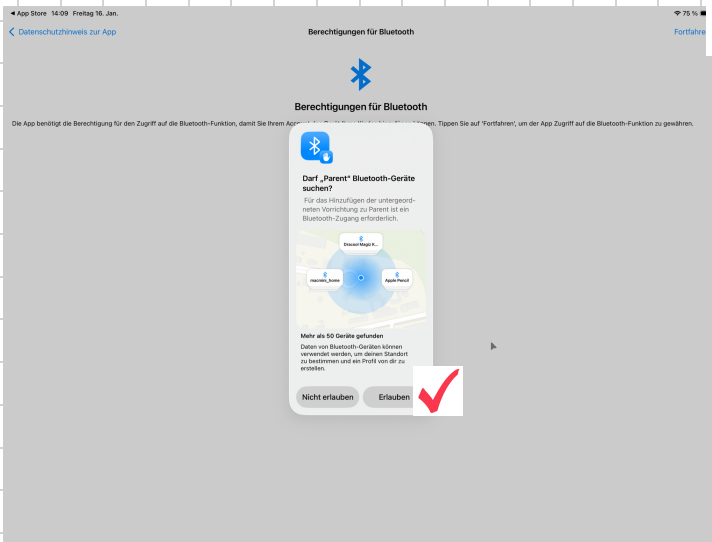 App Store 14:09 Freitag 16. Jan.
75 %
Datenschutzhinweis zur App
Berechtigungen für Bluetooth
Fortfahre
Berechtigungen für Bluetooth
Die App benötigt die Berechtigung für den Zugriff auf die Bluetooth-Funktion, damit Sie Ihrem Tippen Sie auf 'Fortfahren', um der App Zugriff auf die Bluetooth-Funktion zu gewähren.
Darf „Parent“ Bluetooth-Geräte
suchen?
Für das Hinzufügen der untergeord-
neten Vorrichtung zu Parent ist ein
Bluetooth-Zugang erforderlich.
Dracool Magiz K...
macmini_home
Apple Pencil
Mehr als 50 Geräte gefunden
Daten von Bluetooth-Geräten können
verwendet werden, um deinen Standort
zu bestimmen und ein Profil von dir zu
erstellen.
Nicht erlauben
Erlauben